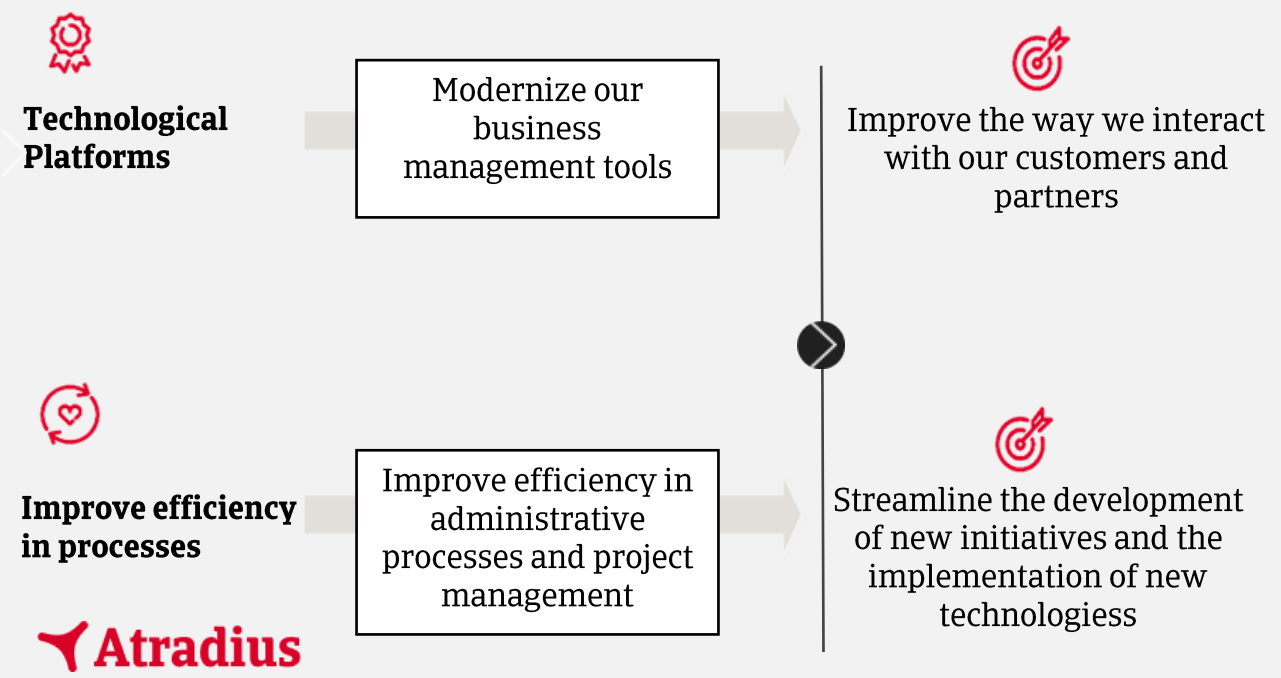 Technological
Platforms
Modernize our
business
management tools
Improve the way we interact
with our customers and
partners
Improve efficiency
in processes
Improve efficiency in
administrative
processes and project
management
Streamline the development
of new initiatives and the
implementation of new
technologiess
Atradius